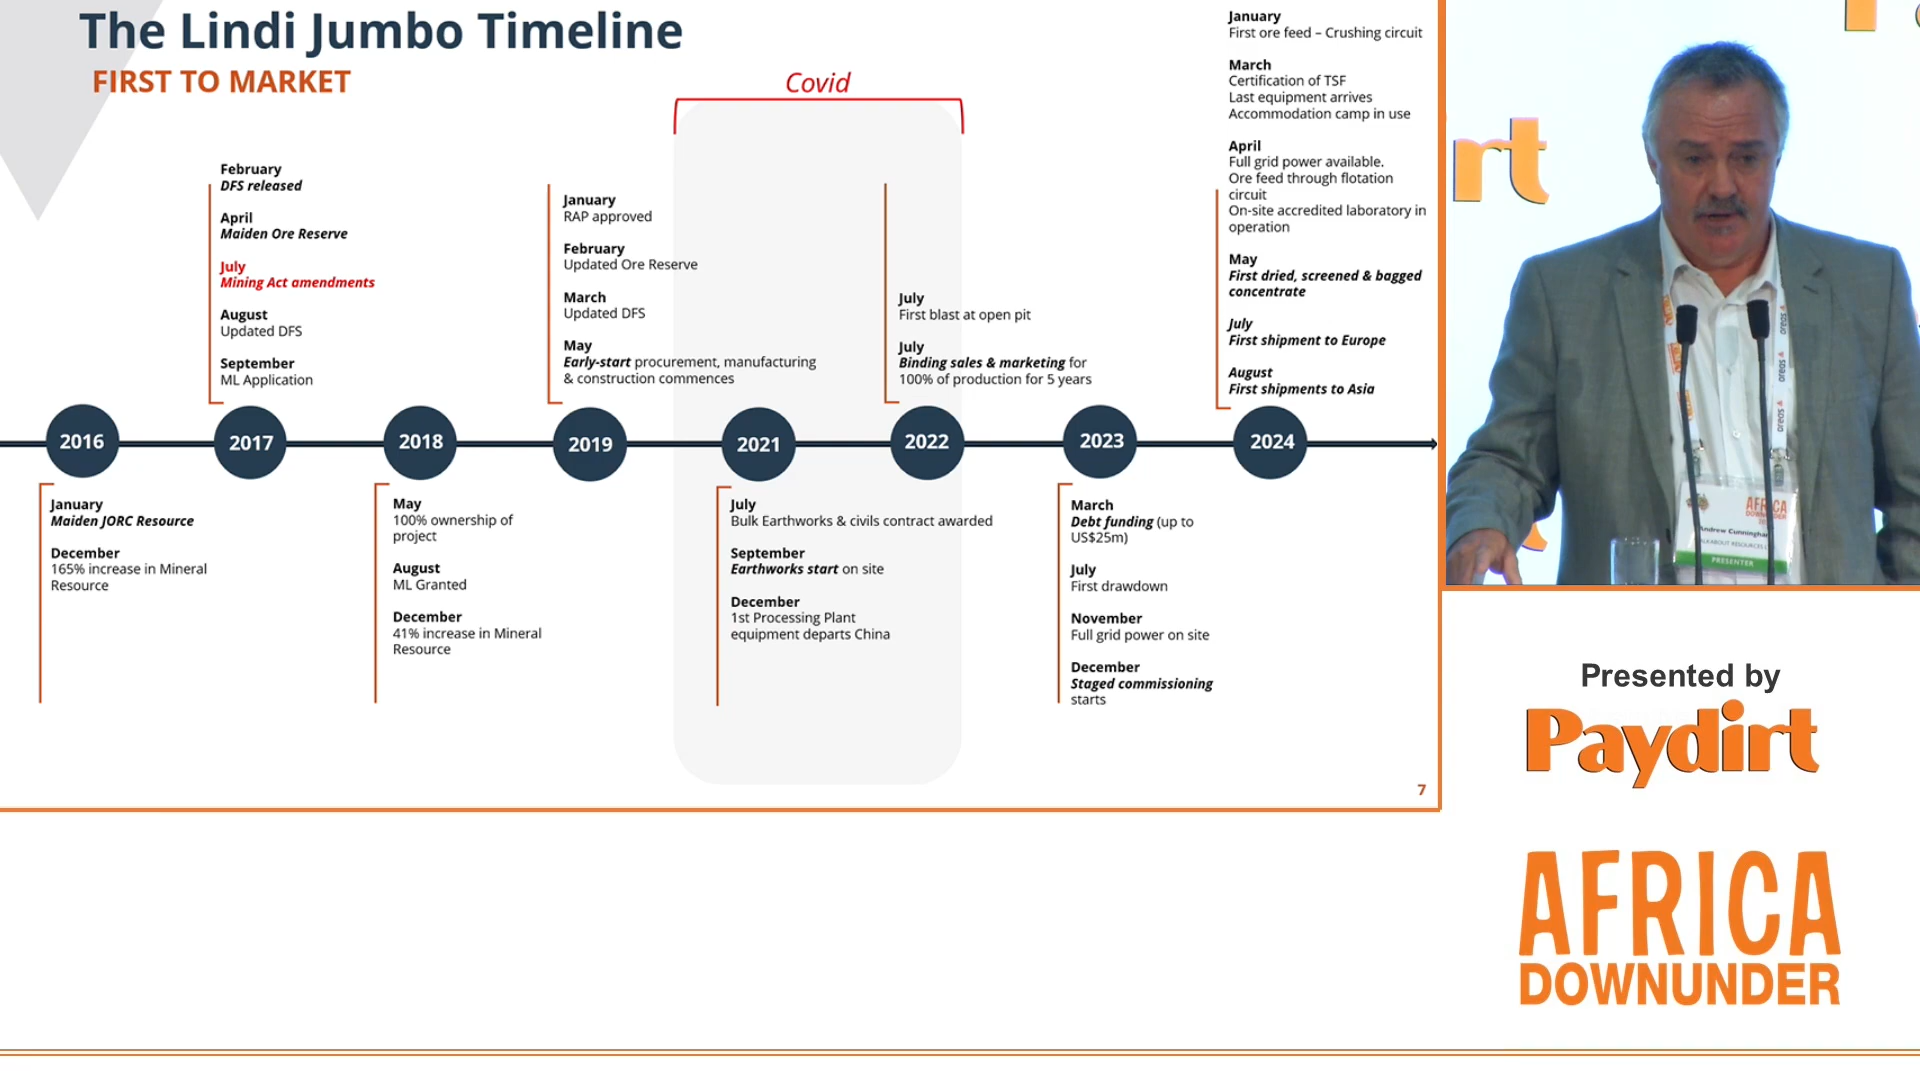 The Lindi Jumbo Timeline
FIRST TO MARKET
Covid
February
DFS released
April
Maiden Ore Reserve
July
Mining Act amendments
August
Updated DFS
September
ML Application
January
RAP approved
February
Updated Ore Reserve
March
Updated DFS
May
Early-start procurement, manufacturing
& construction commences
July
First blast at open pit
July
Binding sales & marketing for
100% of production for 5 years
January
First ore feed – Crushing circuit
March
Certification of TSF
Last equipment arrives
Accommodation camp in use
April
Full grid power available.
Ore feed through flotation
circuit
On-site accredited laboratory in
operation
May
First dried, screened & bagged
concentrate
July
First shipment to Europe
August
First shipments to Asia
2016
2017
2018
2019
2021
2022
2023
2024
January
Maiden JORC Resource
December
165% increase in Mineral
Resource
May
100% ownership of
project
August
ML Granted
December
41% increase in Mineral
Resource
July
Bulk Earthworks & civils contract awarded
September
Earthworks start on site
December
1st Processing Plant
equipment departs China
March
Debt funding (up to
US$25m)
July
First drawdown
November
Full grid power on site
December
Staged commissioning
starts
7
rt
areas
areas
AFRICA
DOWNUNDER
Andrew Cunningham
PRESENTER
Presented by
Paydirt
AFRICA
DOWNUNDER